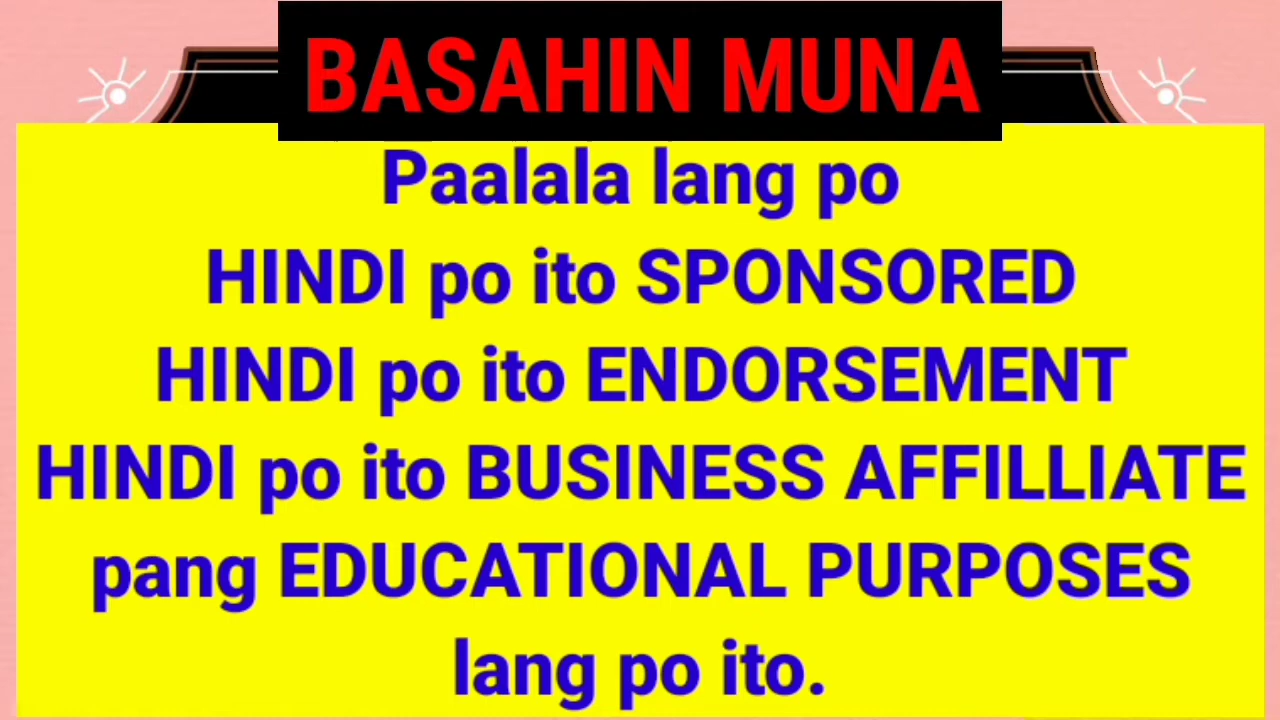 BASAHIN MUNA
Paalala lang po
HINDI po ito SPONSORED
HINDI po ito ENDORSEMENT
HINDI po ito BUSINESS AFFILLIATE
pang EDUCATIONAL PURPOSES
lang po ito.